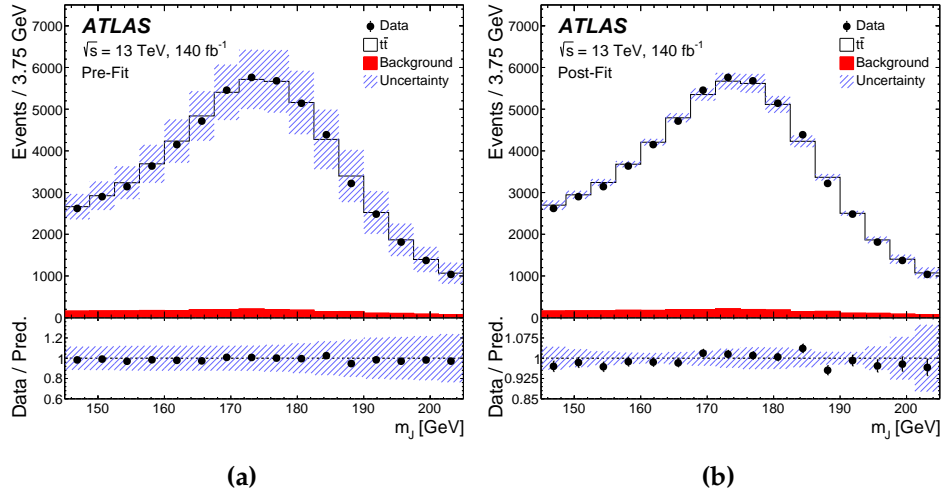 Events / 3.75 GeV
7000
6000
5000
4000
3000
2000
1000
0
ATLAS
√s = 13 TeV, 140 fb-1
Pre-Fit
Data
tt̄
Background
Uncertainty
Data / Pred.
1.2
1
0.8
0.6
150 160 170 180 190 200
mJ [GeV]
(a)
Events / 3.75 GeV
7000
6000
5000
4000
3000
2000
1000
0
ATLAS
√s = 13 TeV, 140 fb-1
Post-Fit
Data
tt̄
Background
Uncertainty
Data / Pred.
1.075
1
0.925
0.85
150 160 170 180 190 200
mJ [GeV]
(b)